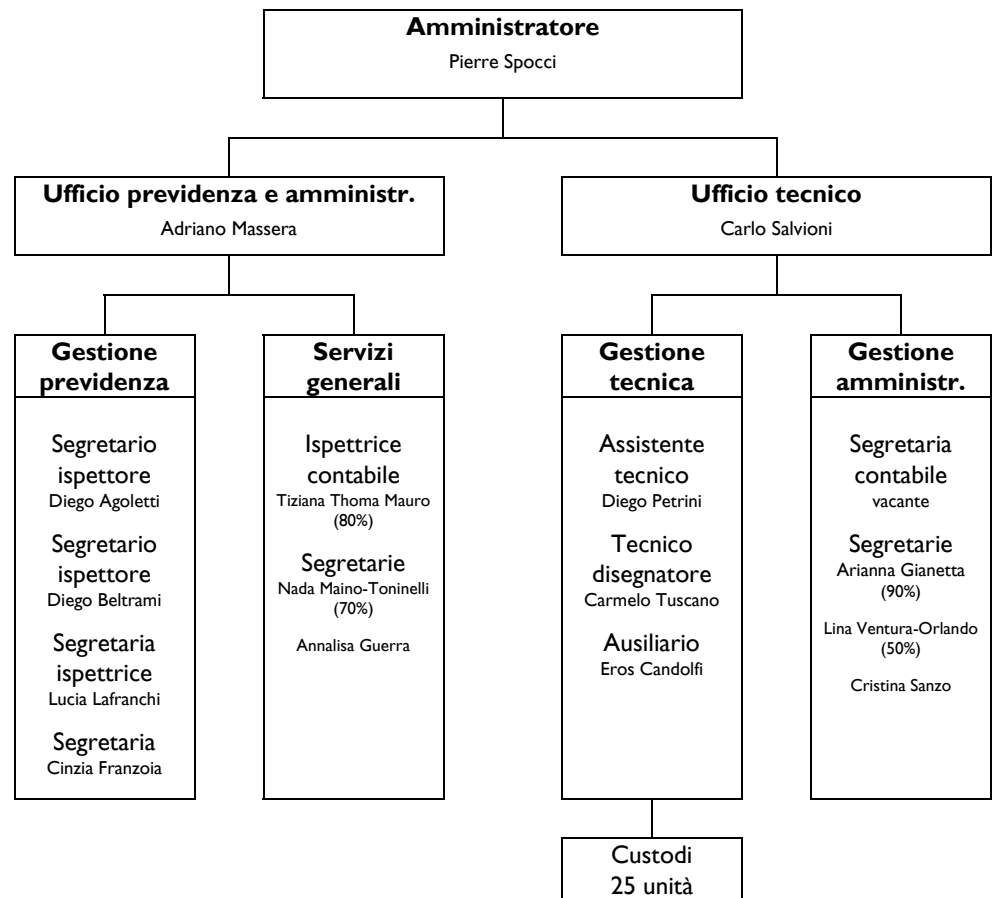 Amministratore
Pierre Spocci
Ufficio previdenza e amministr.
Adriano Massera
Ufficio tecnico
Carlo Salvioni
Gestione
previdenza
Segretario
ispettore
Diego Agoletti
Segretario
ispettore
Diego Beltrami
Segretaria
ispettrice
Lucia Lafranchi
Segretaria
Cinzia Franzoia
Servizi
generali
Ispettrice
contabile
Tiziana Thoma Mauro
(80%)
Segretarie
Nada Maino-Toninelli
(70%)
Annalisa Guerra
Gestione
tecnica
Assistente
tecnico
Diego Petrini
Tecnico
disegnatore
Carmelo Tuscano
Ausiliario
Eros Candolfi
Gestione
amministr.
Segretaria
contabile
vacante
Segretarie
Arianna Gianetta
(90%)
Lina Ventura-Orlando
(50%)
Cristina Sanzo
Custodi
25 unità